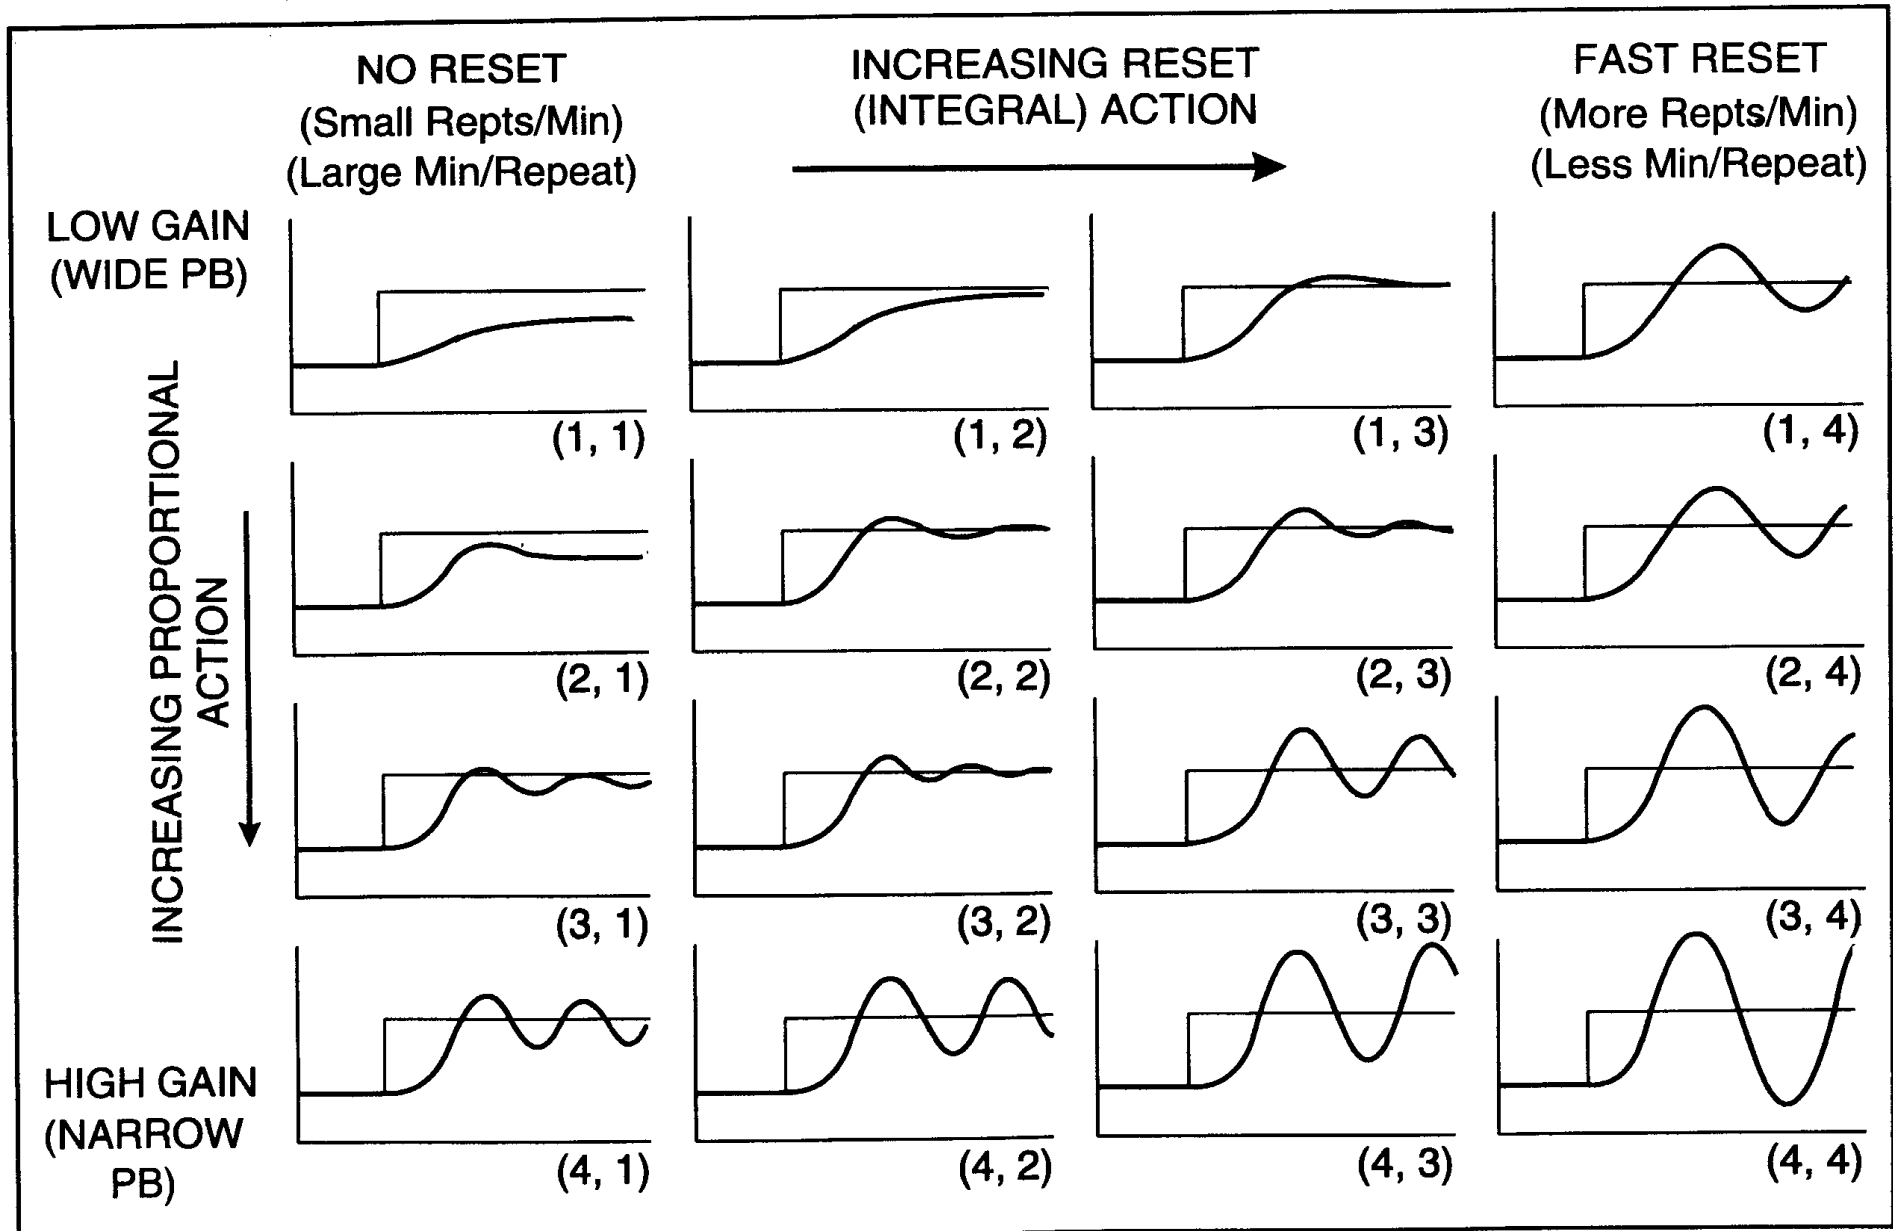 NO RESET
(Small Repts/Min)
(Large Min/Repeat)
INCREASING RESET
(INTEGRAL) ACTION
FAST RESET
(More Repts/Min)
(Less Min/Repeat)
LOW GAIN
(WIDE PB)
(1, 1)
(1, 2)
(1, 3)
(1, 4)
INCREASING PROPORTIONAL
ACTION
(2, 1)
(2, 2)
(2, 3)
(2, 4)
(3, 1)
(3, 2)
(3, 3)
(3, 4)
HIGH GAIN
(NARROW
PB)
(4, 1)
(4, 2)
(4, 3)
(4, 4)